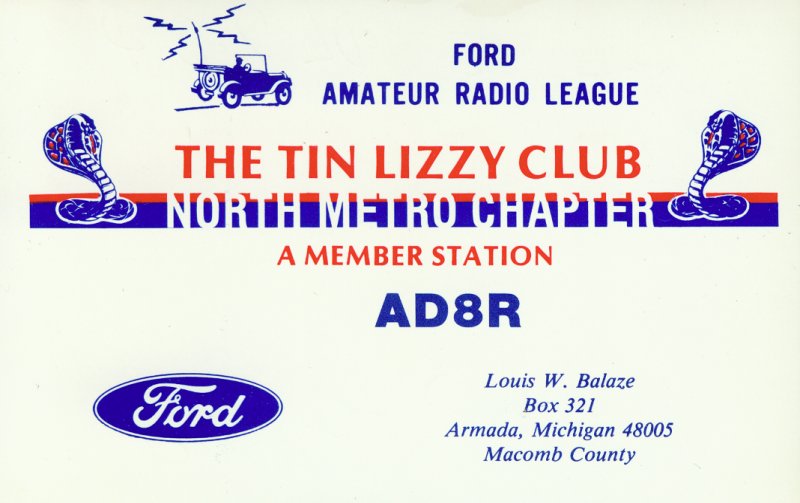 FORD
AMATEUR RADIO LEAGUE
THE TIN LIZZY CLUB
NORTH METRO CHAPTER
A MEMBER STATION
AD8R
Ford
Louis W. Balaze
Box 321
Armada, Michigan 48005
Macomb County